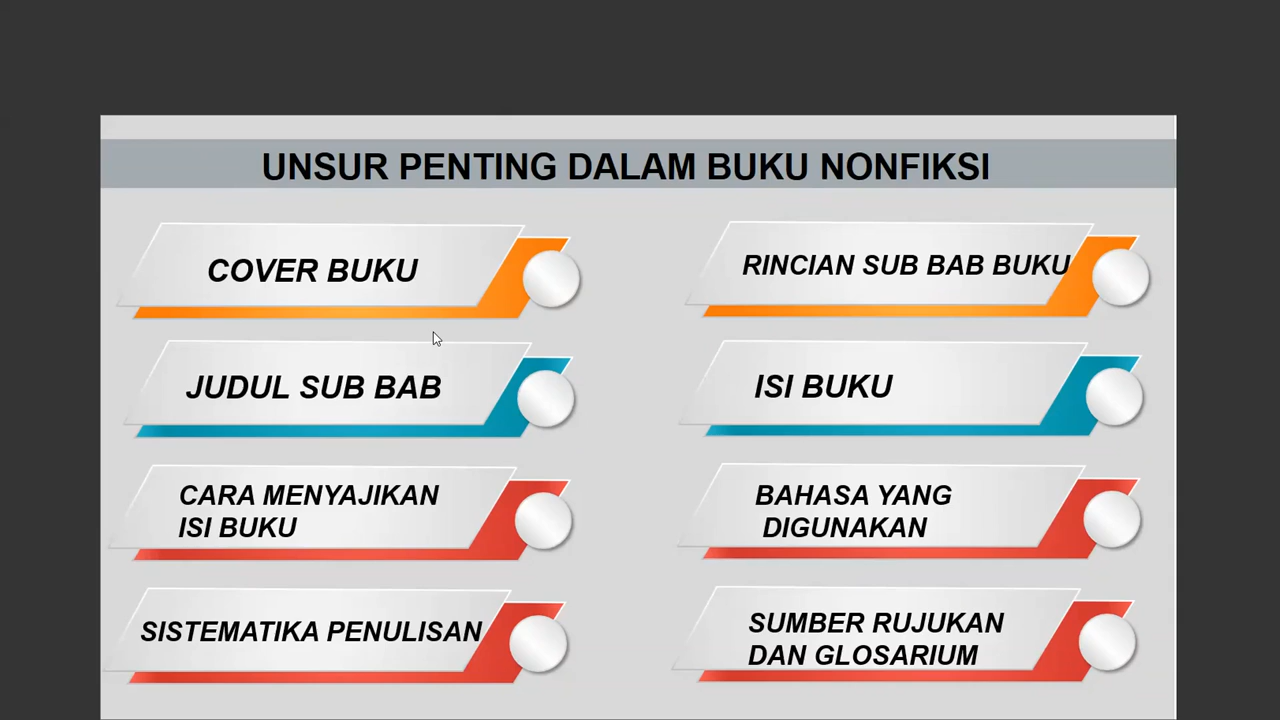 UNSUR PENTING DALAM BUKU NONFIKSI
COVER BUKU
RINCIAN SUB BAB BUKU
JUDUL SUB BAB
ISI BUKU
CARA MENYAJIKAN
ISI BUKU
BAHASA YANG
DIGUNAKAN
SISTEMATIKA PENULISAN
SUMBER RUJUKAN
DAN GLOSARIUM